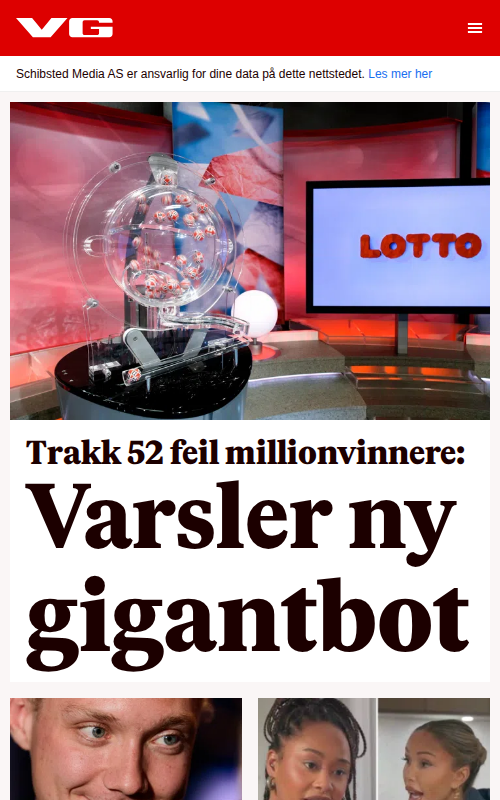 VG
Schibsted Media AS er ansvarlig for dine data på dette nettstedet. Les mer her
LOTTO
Trakk 52 feil millionvinnere:
Varsler ny
gigantbot